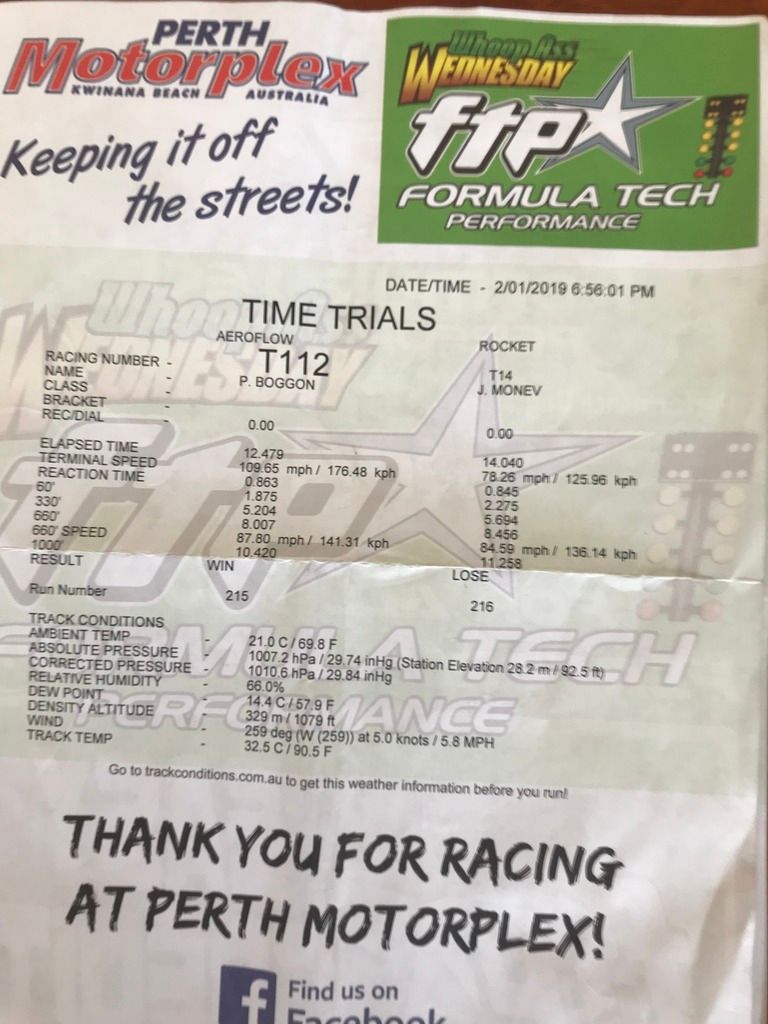 PERTH
Motorplex
KWINANA BEACH AUSTRALIA
Keeping it off
the streets!
Whoop Ass
WEDNESDAY
ftp
FORMULA TECH
PERFORMANCE
DATE/TIME - 2/01/2019 6:56:01 PM
TIME TRIALS
AEROFLOW ROCKET
RACING NUMBER - T112 T14
NAME - P. BOGGON J. MONEV
CLASS -
BRACKET -
REC/DIAL - 0.00 0.00
ELAPSED TIME 12.479 14.040
TERMINAL SPEED 109.65 mph / 176.48 kph 78.26 mph / 125.96 kph
REACTION TIME 0.863 0.845
60' 1.875 2.275
330' 5.204 5.694
660' 8.007 8.456
660' SPEED 87.80 mph / 141.31 kph 84.59 mph / 136.14 kph
1000' 10.420 11.258
RESULT WIN LOSE
Run Number 215 216
TRACK CONDITIONS
AMBIENT TEMP - 21.0 C / 69.8 F
ABSOLUTE PRESSURE - 1007.2 hPa / 29.74 inHg (Station Elevation 28.2 m / 92.5 ft)
CORRECTED PRESSURE - 1010.6 hPa / 29.84 inHg
RELATIVE HUMIDITY - 66.0%
DEW POINT - 14.4 C / 57.9 F
DENSITY ALTITUDE - 329 m / 1079 ft
WIND - 259 deg (W (259)) at 5.0 knots / 5.8 MPH
TRACK TEMP - 32.5 C / 90.5 F
Go to trackconditions.com.au to get this weather information before you run!
THANK YOU FOR RACING
AT PERTH MOTORPLEX!
f Find us on
Facebook